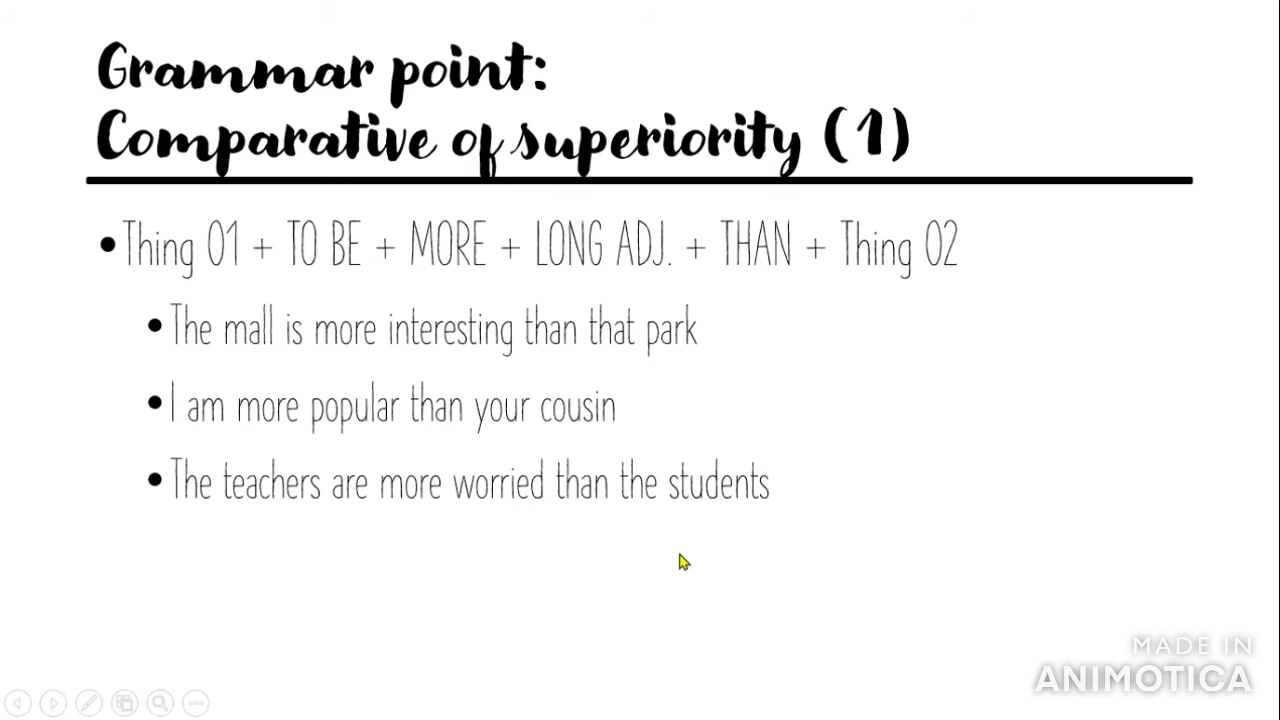 Grammar point:
Comparative of superiority (1)
• Thing 01 + TO BE + MORE + LONG ADJ. + THAN + Thing 02
• The mall is more interesting than that park
• I am more popular than your cousin
• The teachers are more worried than the students
MADE IN
ANIMOTICA